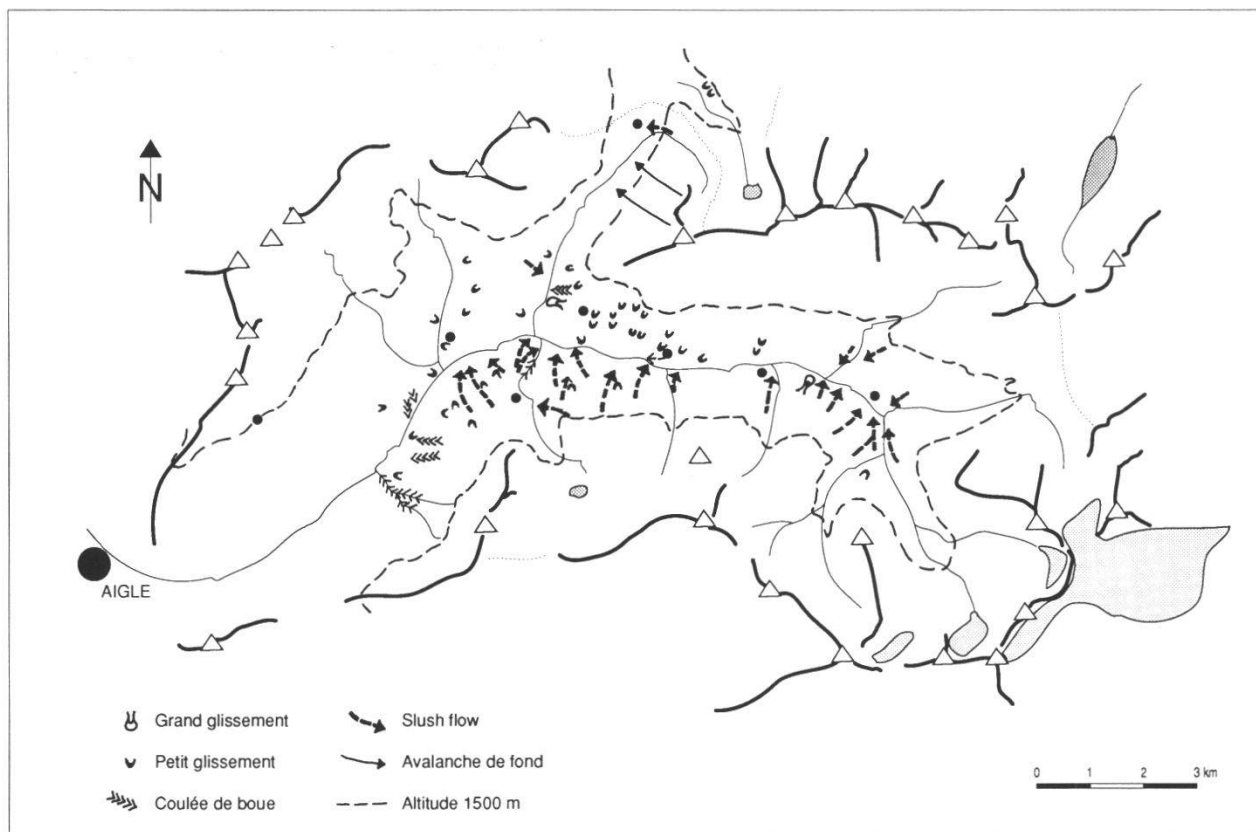 N
AIGLE
Grand glissement
Petit glissement
Coulée de boue
Slush flow
Avalanche de fond
Altitude 1500 m
0 1 2 3 km